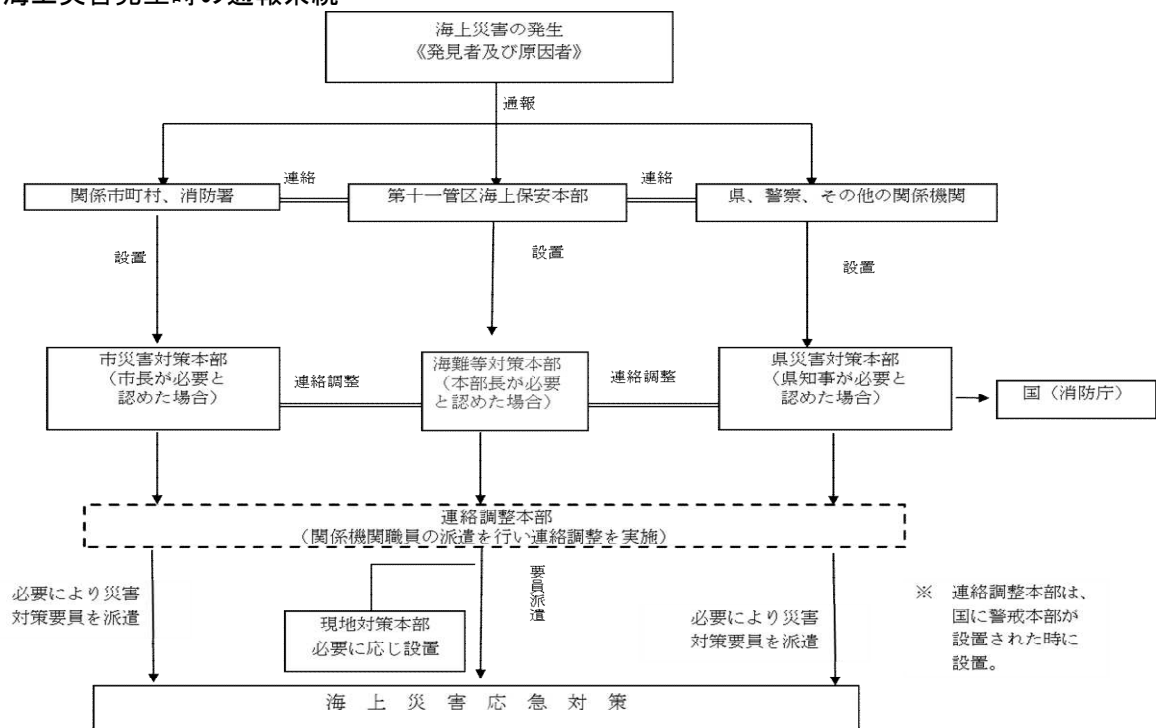 海上災害発生時の通報系統
海上災害の発生
《発見者及び原因者》
通報
関係市町村、消防署
連絡
第十一管区海上保安本部
連絡
県、警察、その他の関係機関
設置
設置
設置
市災害対策本部
（市長が必要と
認めた場合）
連絡調整
海難等対策本部
（本部長が必要
と認めた場合）
連絡調整
県災害対策本部
（県知事が必要と
認めた場合）
国（消防庁）
連絡調整本部
（関係機関職員の派遣を行い連絡調整を実施）
必要により災害
対策要員を派遣
現地対策本部
必要に応じ設置
要員派遣
必要により災害
対策要員を派遣
※　連絡調整本部は、
国に警戒本部が
設置された時に
設置。
海　上　災　害　応　急　対　策